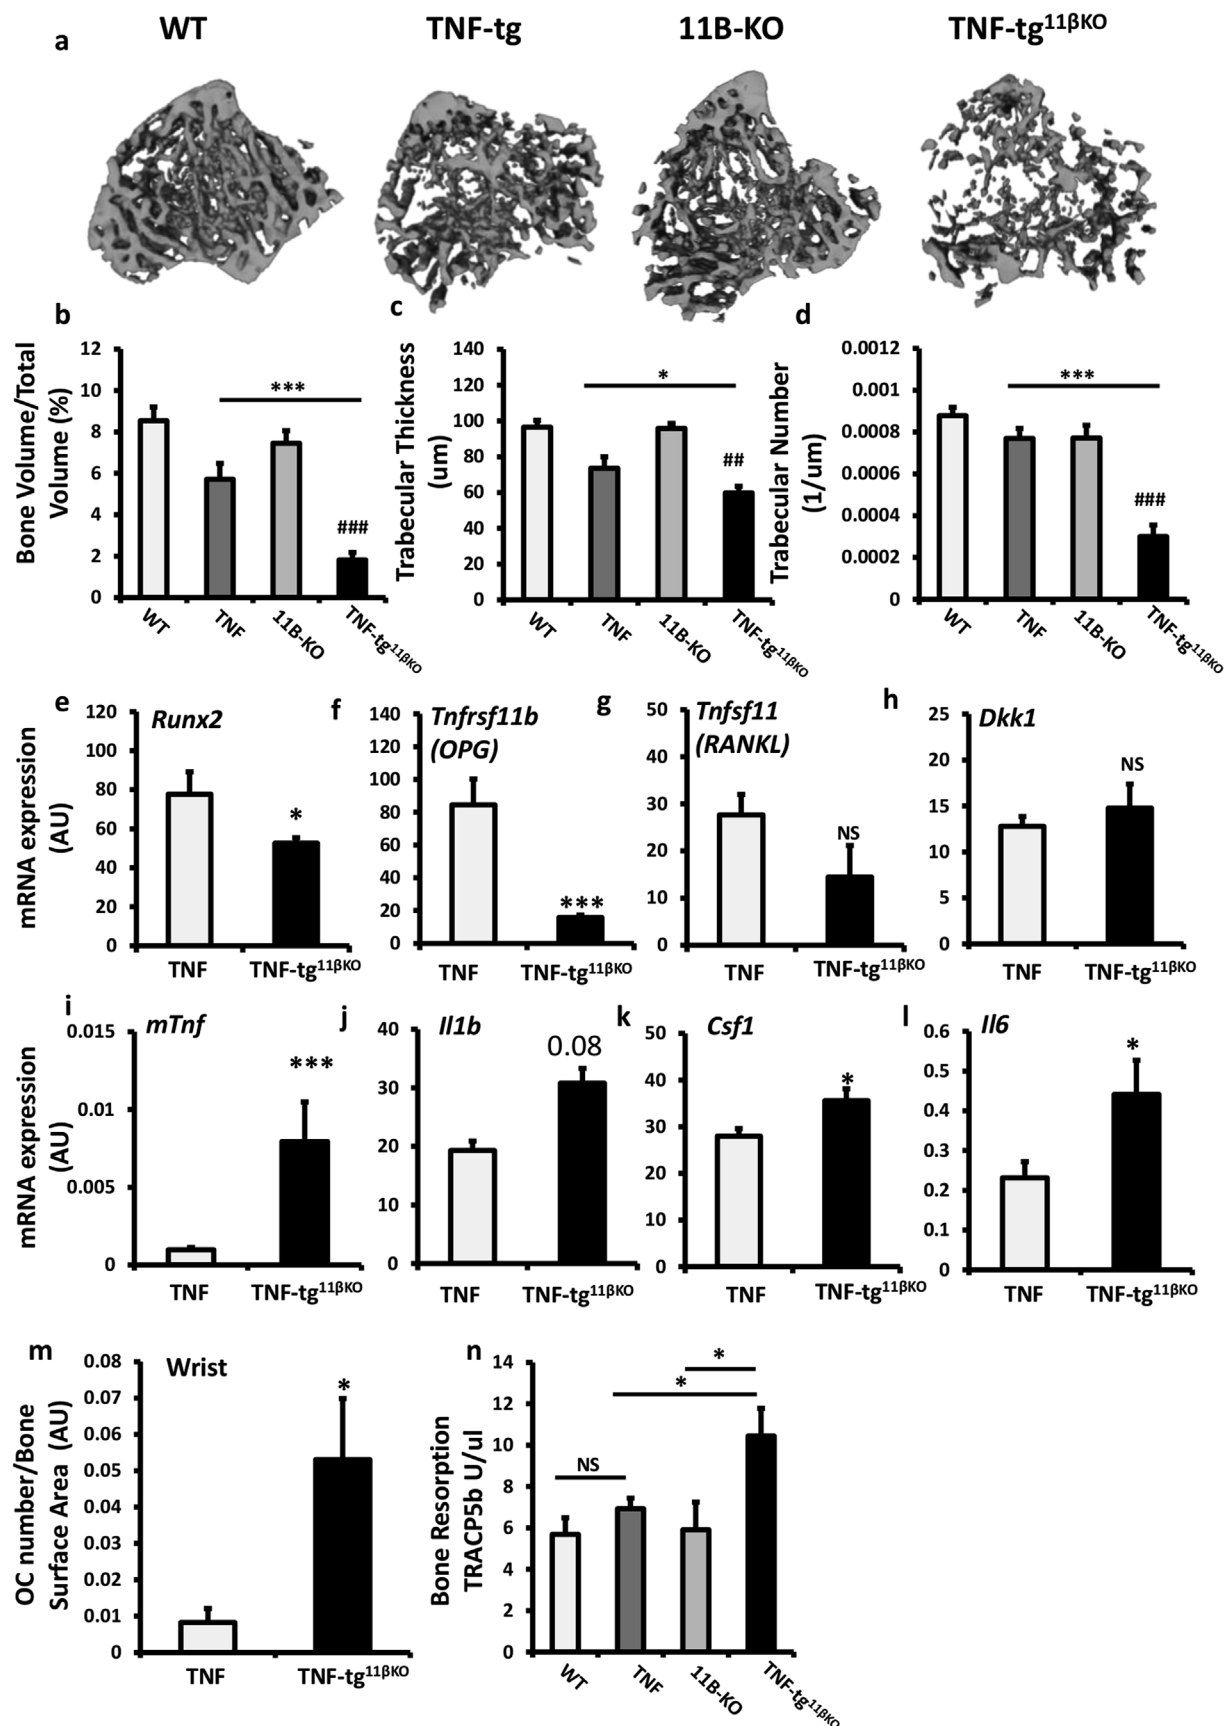 a
WT
TNF-tg
11B-KO
TNF-tg11βKO
b
Bone Volume/Total
Volume (%)
12
10
8
6
4
2
0
***
###
WT
TNF
11B-KO
TNF-tg11βKO
c
Trabecular Thickness
(um)
140
120
100
80
60
40
20
0
*
##
WT
TNF
11B-KO
TNF-tg11βKO
d
Trabecular Number
(1/um)
0.0012
0.001
0.0008
0.0006
0.0004
0.0002
0
***
###
WT
TNF
11B-KO
TNF-tg11βKO
e
Runx2
mRNA expression
(AU)
120
100
80
60
40
20
0
*
TNF
TNF-tg11βKO
f
Tnfrsf11b
(OPG)
140
120
100
80
60
40
20
0
***
TNF
TNF-tg11βKO
g
Tnfsf11
(RANKL)
50
40
30
20
10
0
NS
TNF
TNF-tg11βKO
h
Dkk1
25
20
15
10
5
0
NS
TNF
TNF-tg11βKO
i
mTnf
mRNA expression
(AU)
0.015
0.01
0.005
0
***
TNF
TNF-tg11βKO
j
Il1b
40
30
20
10
0
0.08
TNF
TNF-tg11βKO
k
Csf1
50
40
30
20
10
0
*
TNF
TNF-tg11βKO
l
Il6
0.6
0.5
0.4
0.3
0.2
0.1
0
*
TNF
TNF-tg11βKO
m
Wrist
OC number/Bone
Surface Area (AU)
0.08
0.07
0.06
0.05
0.04
0.03
0.02
0.01
0
*
TNF
TNF-tg11βKO
n
Bone Resorption
TRACP5b U/ul
14
12
10
8
6
4
2
0
NS
*
*
WT
TNF
11B-KO
TNF-tg11βKO